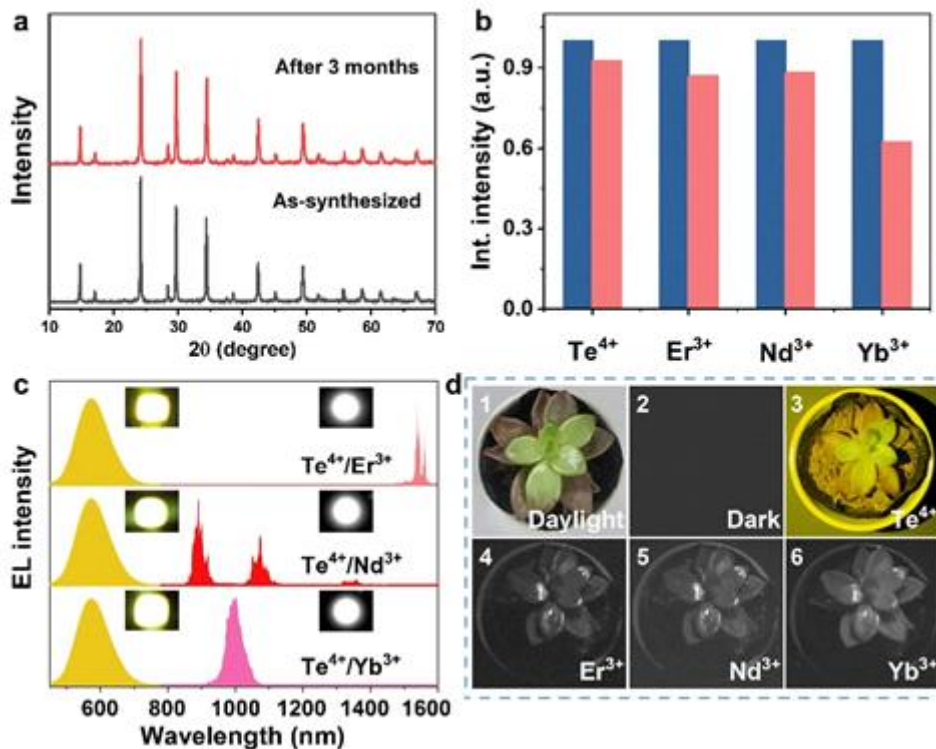 a
After 3 months
As-synthesized
Intensity
10 20 30 40 50 60 70
2θ (degree)
b
Int. intensity (a.u.)
0.9
0.6
0.3
0.0
Te⁴⁺ Er³⁺ Nd³⁺ Yb³⁺
c
Te⁴⁺/Er³⁺
Te⁴⁺/Nd³⁺
Te⁴⁺/Yb³⁺
EL intensity
600 800 1000 1200 1400 1600
Wavelength (nm)
d
1 2 3
Daylight Dark Te⁴⁺
4 5 6
Er³⁺ Nd³⁺ Yb³⁺